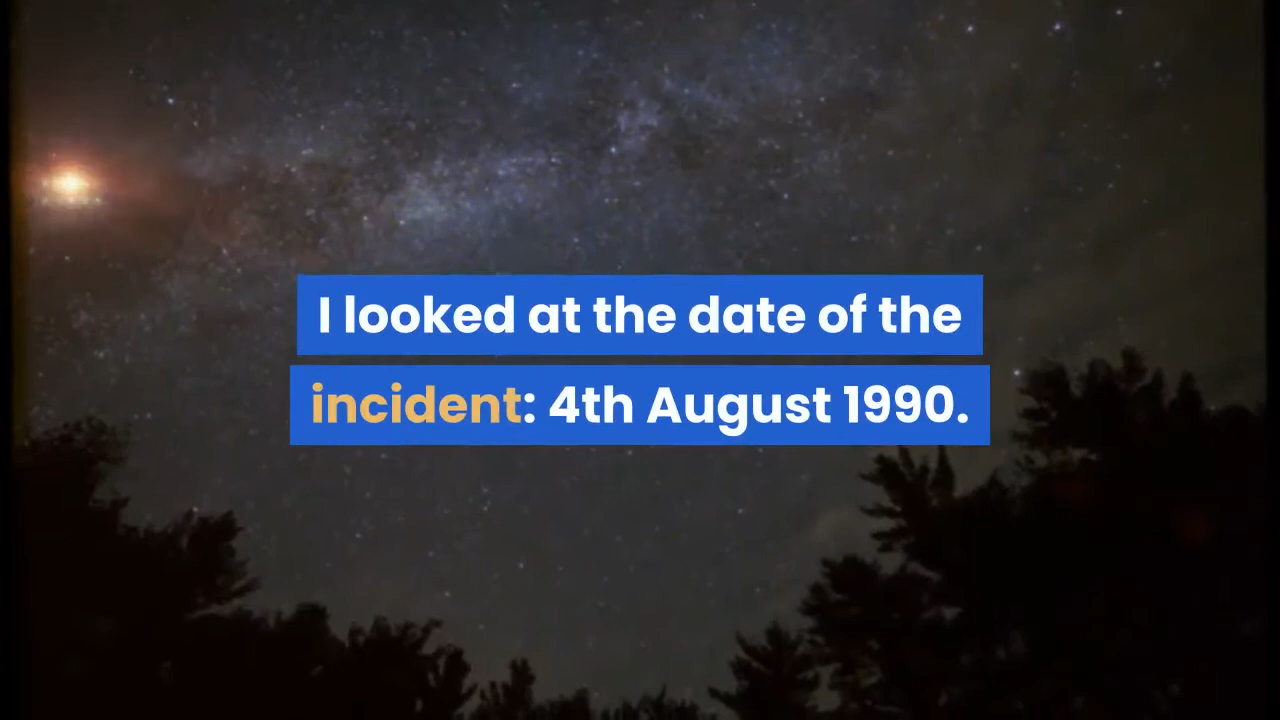 I looked at the date of the
incident: 4th August 1990.